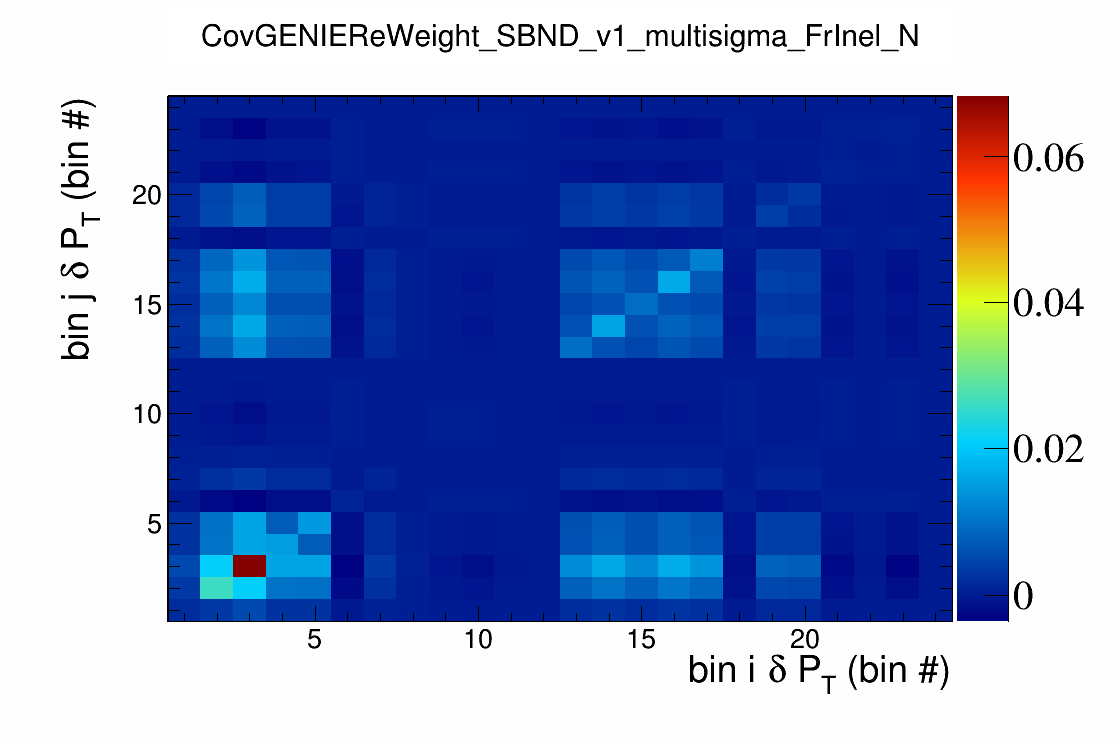 CovGENIEReWeight_SBND_v1_multisigma_FrInel_N
bin j δ P_T (bin #)
20
15
10
5
0.06
0.04
0.02
0
5 10 15 20
bin i δ P_T (bin #)